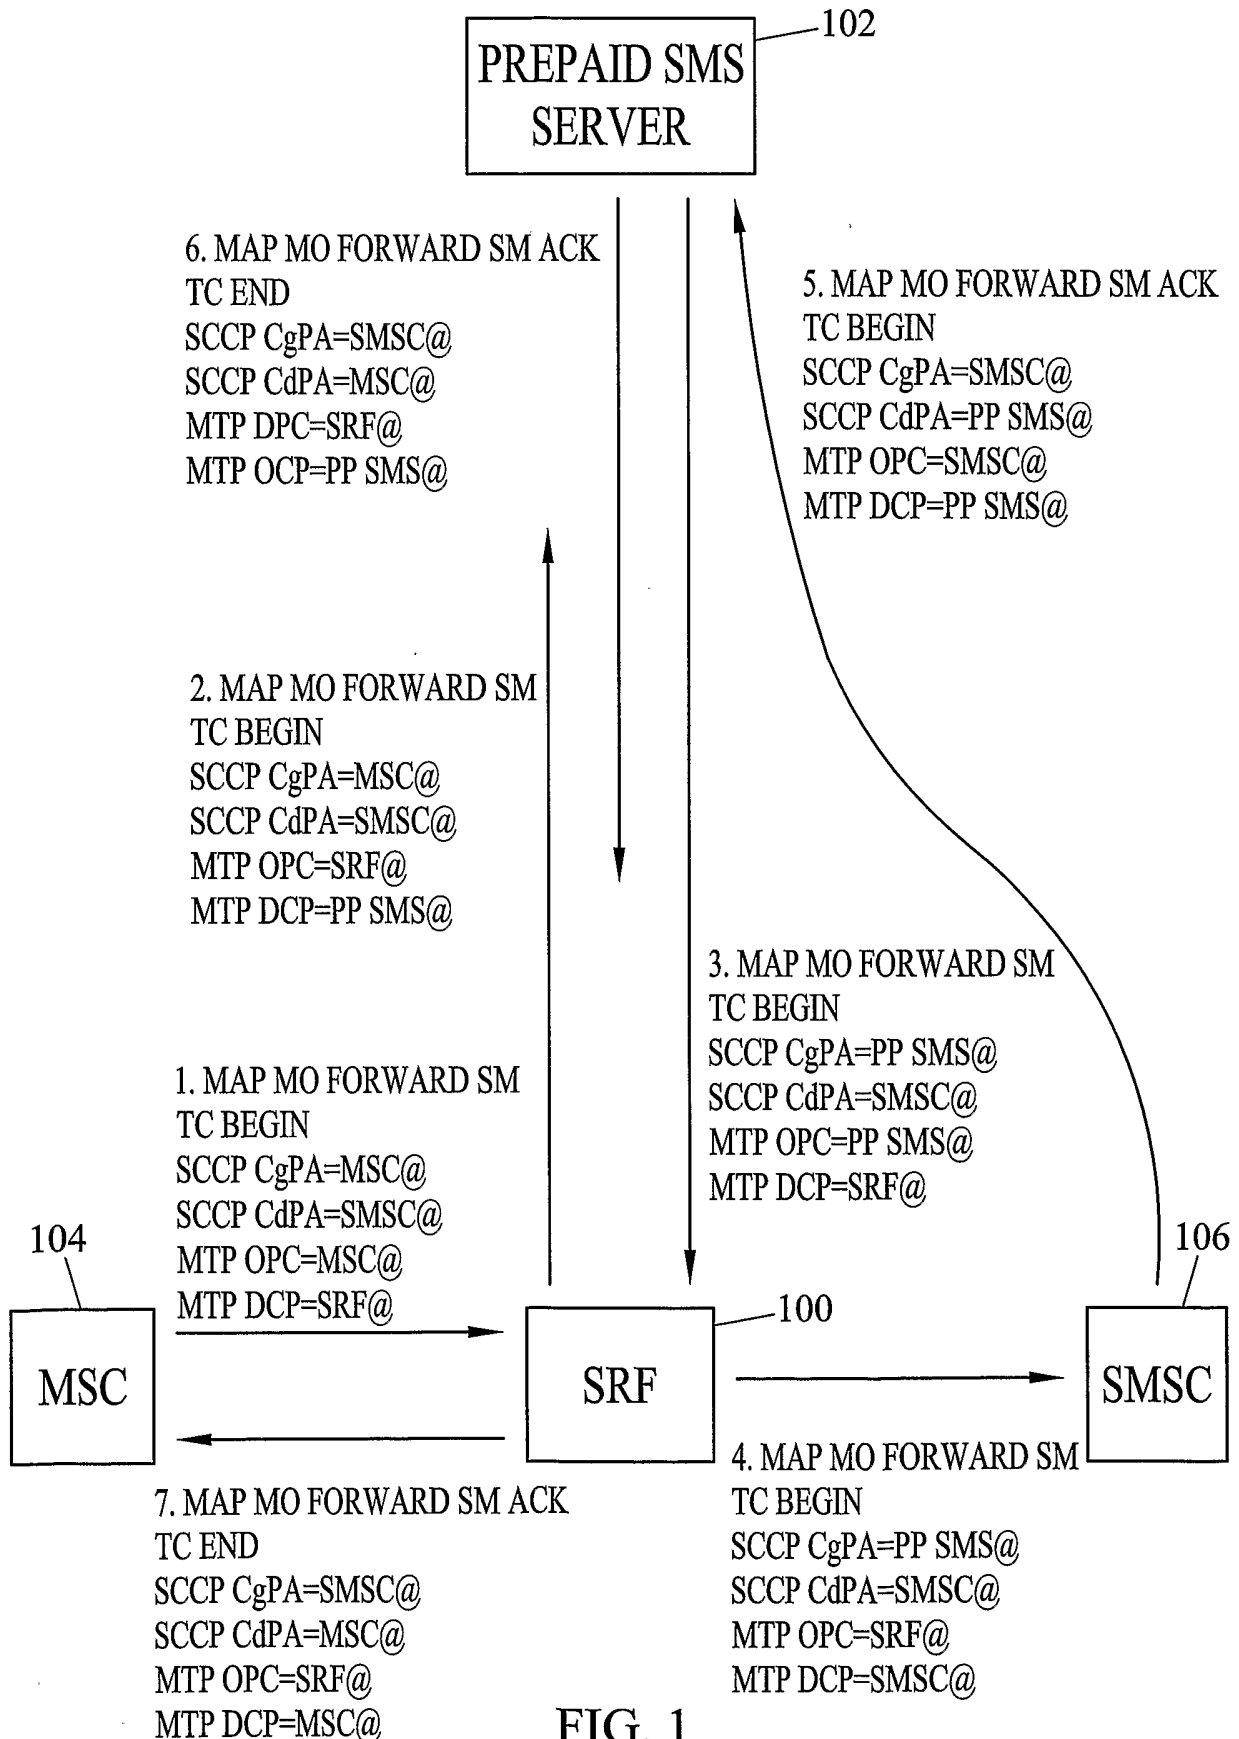 102
PREPAID SMS
SERVER
6. MAP MO FORWARD SM ACK
TC END
SCCP CgPA=SMSC@
SCCP CdPA=MSC@
MTP DPC=SRF@
MTP OCP=PP SMS@
5. MAP MO FORWARD SM ACK
TC BEGIN
SCCP CgPA=SMSC@
SCCP CdPA=PP SMS@
MTP OPC=SMSC@
MTP DCP=PP SMS@
2. MAP MO FORWARD SM
TC BEGIN
SCCP CgPA=MSC@
SCCP CdPA=SMSC@
MTP OPC=SRF@
MTP DCP=PP SMS@
3. MAP MO FORWARD SM
TC BEGIN
SCCP CgPA=PP SMS@
SCCP CdPA=SMSC@
MTP OPC=PP SMS@
MTP DCP=SRF@
1. MAP MO FORWARD SM
TC BEGIN
SCCP CgPA=MSC@
SCCP CdPA=SMSC@
MTP OPC=MSC@
MTP DCP=SRF@
104
MSC
100
SRF
106
SMSC
4. MAP MO FORWARD SM
TC BEGIN
SCCP CgPA=PP SMS@
SCCP CdPA=SMSC@
MTP OPC=SRF@
MTP DCP=SMSC@
7. MAP MO FORWARD SM ACK
TC END
SCCP CgPA=SMSC@
SCCP CdPA=MSC@
MTP OPC=SRF@
MTP DCP=MSC@
FIG. 1